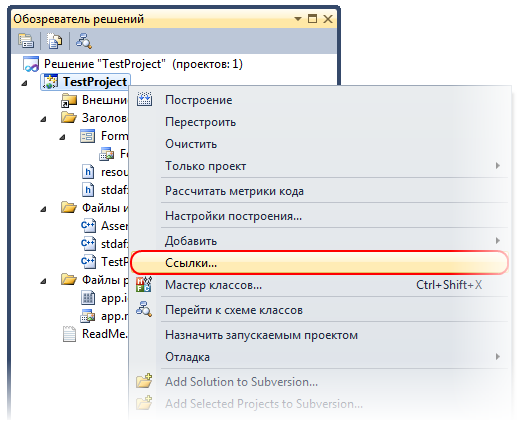 Обозреватель решений
Решение "TestProject" (проектов: 1)
TestProject
Внешни
Заголово
Form
Fo
resou
stdaf
Файлы и
Asse
stdaf
TestP
Файлы р
app.i
app.r
ReadMe.
Построение
Перестроить
Очистить
Только проект
Рассчитать метрики кода
Настройки построения...
Добавить
Ссылки...
Мастер классов... Ctrl+Shift+X
Перейти к схеме классов
Назначить запускаемым проектом
Отладка
Add Solution to Subversion...
Add Selected Projects to Subversion...